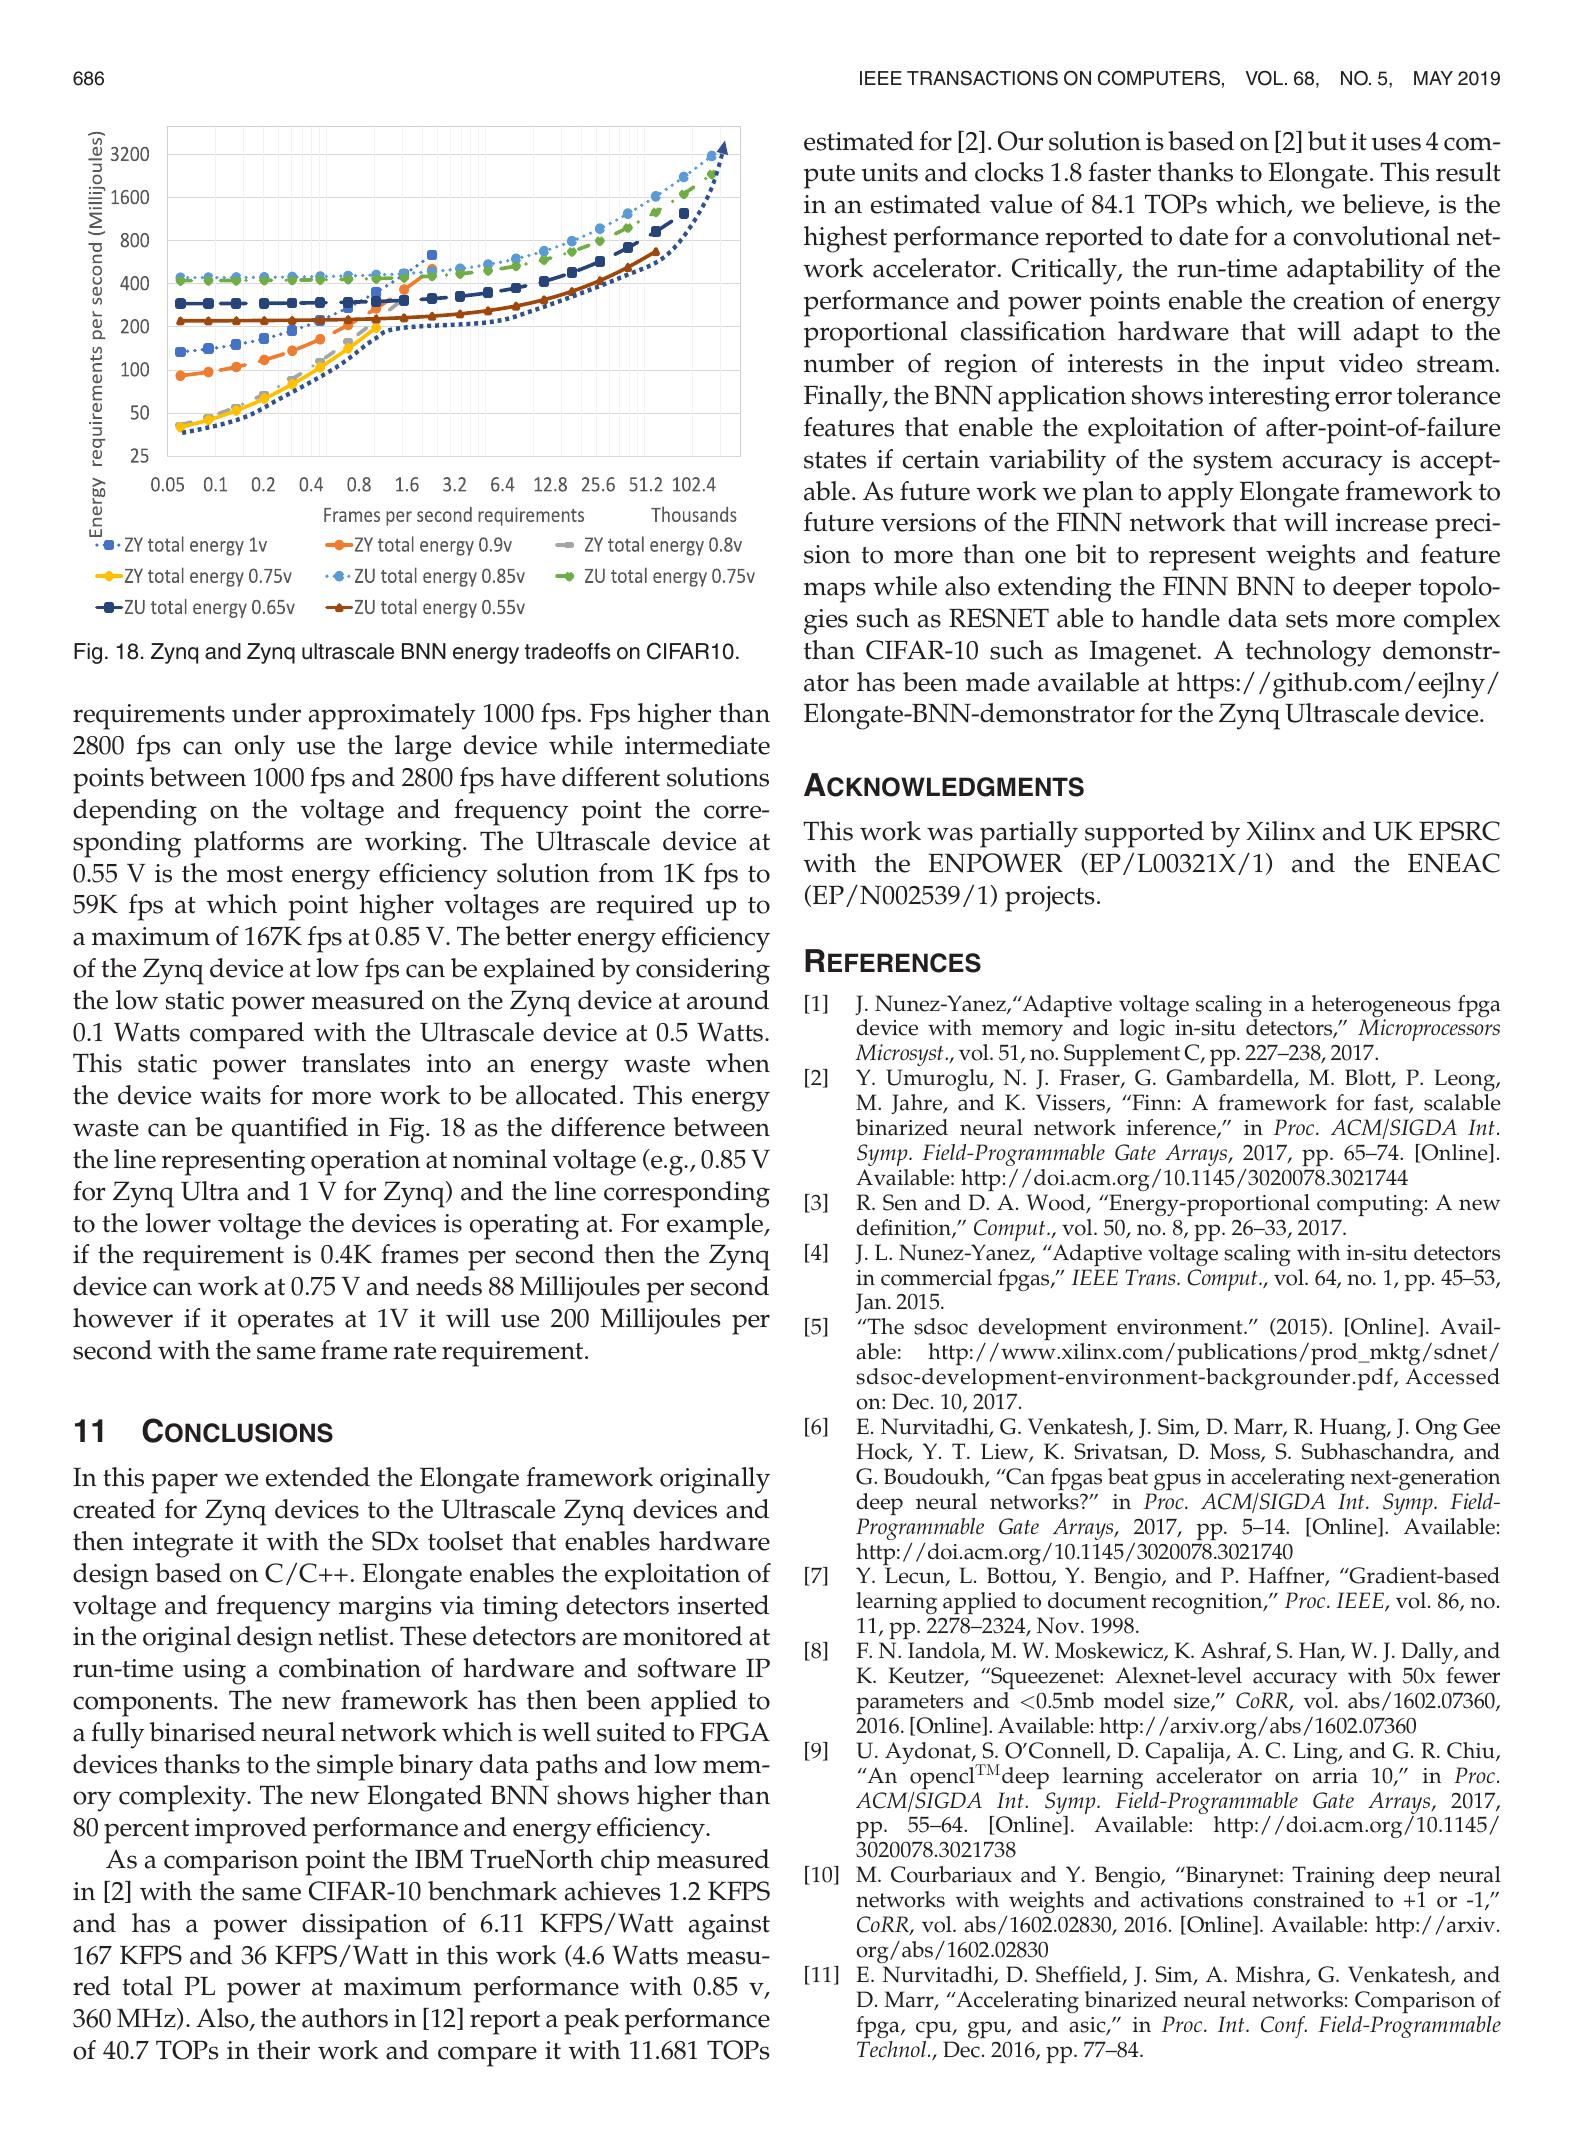 686
IEEE TRANSACTIONS ON COMPUTERS, VOL. 68, NO. 5, MAY 2019
Energy requirements per second (Millijoules)
3200
1600
800
400
200
100
50
25
0.05 0.1 0.2 0.4 0.8 1.6 3.2 6.4 12.8 25.6 51.2 102.4
Frames per second requirements Thousands
ZY total energy 1v ZY total energy 0.9v ZY total energy 0.8v
ZY total energy 0.75v ZU total energy 0.85v ZU total energy 0.75v
ZU total energy 0.65v ZU total energy 0.55v
Fig. 18. Zynq and Zynq ultrascale BNN energy tradeoffs on CIFAR10.
requirements under approximately 1000 fps. Fps higher than
2800 fps can only use the large device while intermediate
points between 1000 fps and 2800 fps have different solutions
depending on the voltage and frequency point the corre-
sponding platforms are working. The Ultrascale device at
0.55 V is the most energy efficiency solution from 1K fps to
59K fps at which point higher voltages are required up to
a maximum of 167K fps at 0.85 V. The better energy efficiency
of the Zynq device at low fps can be explained by considering
the low static power measured on the Zynq device at around
0.1 Watts compared with the Ultrascale device at 0.5 Watts.
This static power translates into an energy waste when
the device waits for more work to be allocated. This energy
waste can be quantified in Fig. 18 as the difference between
the line representing operation at nominal voltage (e.g., 0.85 V
for Zynq Ultra and 1 V for Zynq) and the line corresponding
to the lower voltage the devices is operating at. For example,
if the requirement is 0.4K frames per second then the Zynq
device can work at 0.75 V and needs 88 Millijoules per second
however if it operates at 1V it will use 200 Millijoules per
second with the same frame rate requirement.
11 CONCLUSIONS
In this paper we extended the Elongate framework originally
created for Zynq devices to the Ultrascale Zynq devices and
then integrate it with the SDx toolset that enables hardware
design based on C/C++. Elongate enables the exploitation of
voltage and frequency margins via timing detectors inserted
in the original design netlist. These detectors are monitored at
run-time using a combination of hardware and software IP
components. The new framework has then been applied to
a fully binarised neural network which is well suited to FPGA
devices thanks to the simple binary data paths and low mem-
ory complexity. The new Elongated BNN shows higher than
80 percent improved performance and energy efficiency.
As a comparison point the IBM TrueNorth chip measured
in [2] with the same CIFAR-10 benchmark achieves 1.2 KFPS
and has a power dissipation of 6.11 KFPS/Watt against
167 KFPS and 36 KFPS/Watt in this work (4.6 Watts measu-
red total PL power at maximum performance with 0.85 v,
360 MHz). Also, the authors in [12] report a peak performance
of 40.7 TOPs in their work and compare it with 11.681 TOPs
estimated for [2]. Our solution is based on [2] but it uses 4 com-
pute units and clocks 1.8 faster thanks to Elongate. This result
in an estimated value of 84.1 TOPs which, we believe, is the
highest performance reported to date for a convolutional net-
work accelerator. Critically, the run-time adaptability of the
performance and power points enable the creation of energy
proportional classification hardware that will adapt to the
number of region of interests in the input video stream.
Finally, the BNN application shows interesting error tolerance
features that enable the exploitation of after-point-of-failure
states if certain variability of the system accuracy is accept-
able. As future work we plan to apply Elongate framework to
future versions of the FINN network that will increase preci-
sion to more than one bit to represent weights and feature
maps while also extending the FINN BNN to deeper topolo-
gies such as RESNET able to handle data sets more complex
than CIFAR-10 such as Imagenet. A technology demonstr-
ator has been made available at https://github.com/eejlny/
Elongate-BNN-demonstrator for the Zynq Ultrascale device.
ACKNOWLEDGMENTS
This work was partially supported by Xilinx and UK EPSRC
with the ENPOWER (EP/L00321X/1) and the ENEAC
(EP/N002539/1) projects.
REFERENCES
[1] J. Nunez-Yanez,“Adaptive voltage scaling in a heterogeneous fpga
device with memory and logic in-situ detectors,” Microprocessors
Microsyst., vol. 51, no. Supplement C, pp. 227–238, 2017.
[2] Y. Umuroglu, N. J. Fraser, G. Gambardella, M. Blott, P. Leong,
M. Jahre, and K. Vissers, “Finn: A framework for fast, scalable
binarized neural network inference,” in Proc. ACM/SIGDA Int.
Symp. Field-Programmable Gate Arrays, 2017, pp. 65–74. [Online].
Available: http://doi.acm.org/10.1145/3020078.3021744
[3] R. Sen and D. A. Wood, “Energy-proportional computing: A new
definition,” Comput., vol. 50, no. 8, pp. 26–33, 2017.
[4] J. L. Nunez-Yanez, “Adaptive voltage scaling with in-situ detectors
in commercial fpgas,” IEEE Trans. Comput., vol. 64, no. 1, pp. 45–53,
Jan. 2015.
[5] “The sdsoc development environment.” (2015). [Online]. Avail-
able: http://www.xilinx.com/publications/prod_mktg/sdnet/
sdsoc-development-environment-backgrounder.pdf, Accessed
on: Dec. 10, 2017.
[6] E. Nurvitadhi, G. Venkatesh, J. Sim, D. Marr, R. Huang, J. Ong Gee
Hock, Y. T. Liew, K. Srivatsan, D. Moss, S. Subhaschandra, and
G. Boudoukh, “Can fpgas beat gpus in accelerating next-generation
deep neural networks?” in Proc. ACM/SIGDA Int. Symp. Field-
Programmable Gate Arrays, 2017, pp. 5–14. [Online]. Available:
http://doi.acm.org/10.1145/3020078.3021740
[7] Y. Lecun, L. Bottou, Y. Bengio, and P. Haffner, “Gradient-based
learning applied to document recognition,” Proc. IEEE, vol. 86, no.
11, pp. 2278–2324, Nov. 1998.
[8] F. N. Iandola, M. W. Moskewicz, K. Ashraf, S. Han, W. J. Dally, and
K. Keutzer, “Squeezenet: Alexnet-level accuracy with 50x fewer
parameters and <0.5mb model size,” CoRR, vol. abs/1602.07360,
2016. [Online]. Available: http://arxiv.org/abs/1602.07360
[9] U. Aydonat, S. O’Connell, D. Capalija, A. C. Ling, and G. R. Chiu,
“An opencl™deep learning accelerator on arria 10,” in Proc.
ACM/SIGDA Int. Symp. Field-Programmable Gate Arrays, 2017,
pp. 55–64. [Online]. Available: http://doi.acm.org/10.1145/
3020078.3021738
[10] M. Courbariaux and Y. Bengio, “Binarynet: Training deep neural
networks with weights and activations constrained to +1 or -1,”
CoRR, vol. abs/1602.02830, 2016. [Online]. Available: http://arxiv.
org/abs/1602.02830
[11] E. Nurvitadhi, D. Sheffield, J. Sim, A. Mishra, G. Venkatesh, and
D. Marr, “Accelerating binarized neural networks: Comparison of
fpga, cpu, gpu, and asic,” in Proc. Int. Conf. Field-Programmable
Technol., Dec. 2016, pp. 77–84.